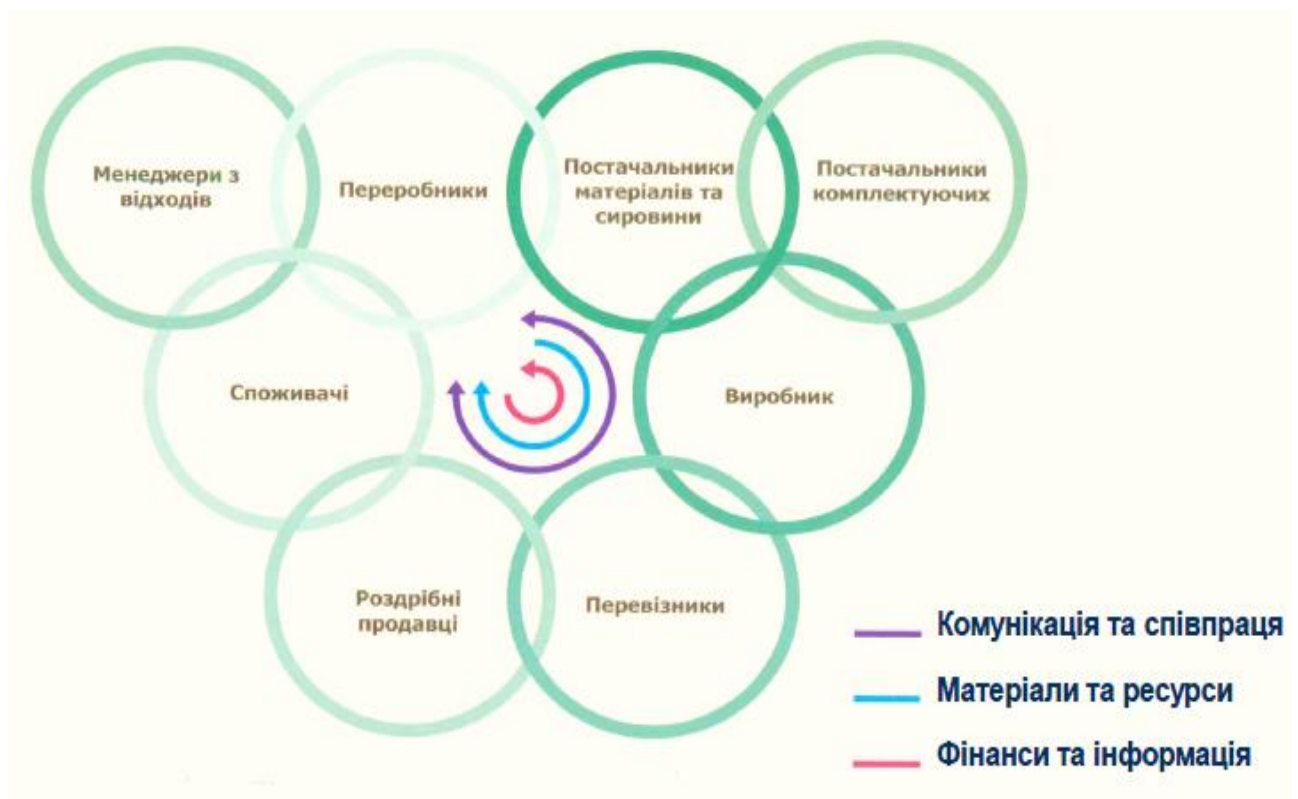 Менеджери з
відходів
Переробники
Постачальники
матеріалів та
сировини
Постачальники
комплектуючих
Споживачі
Виробник
Роздрібні
продавці
Перевізники
Комунікація та співпраця
Матеріали та ресурси
Фінанси та інформація